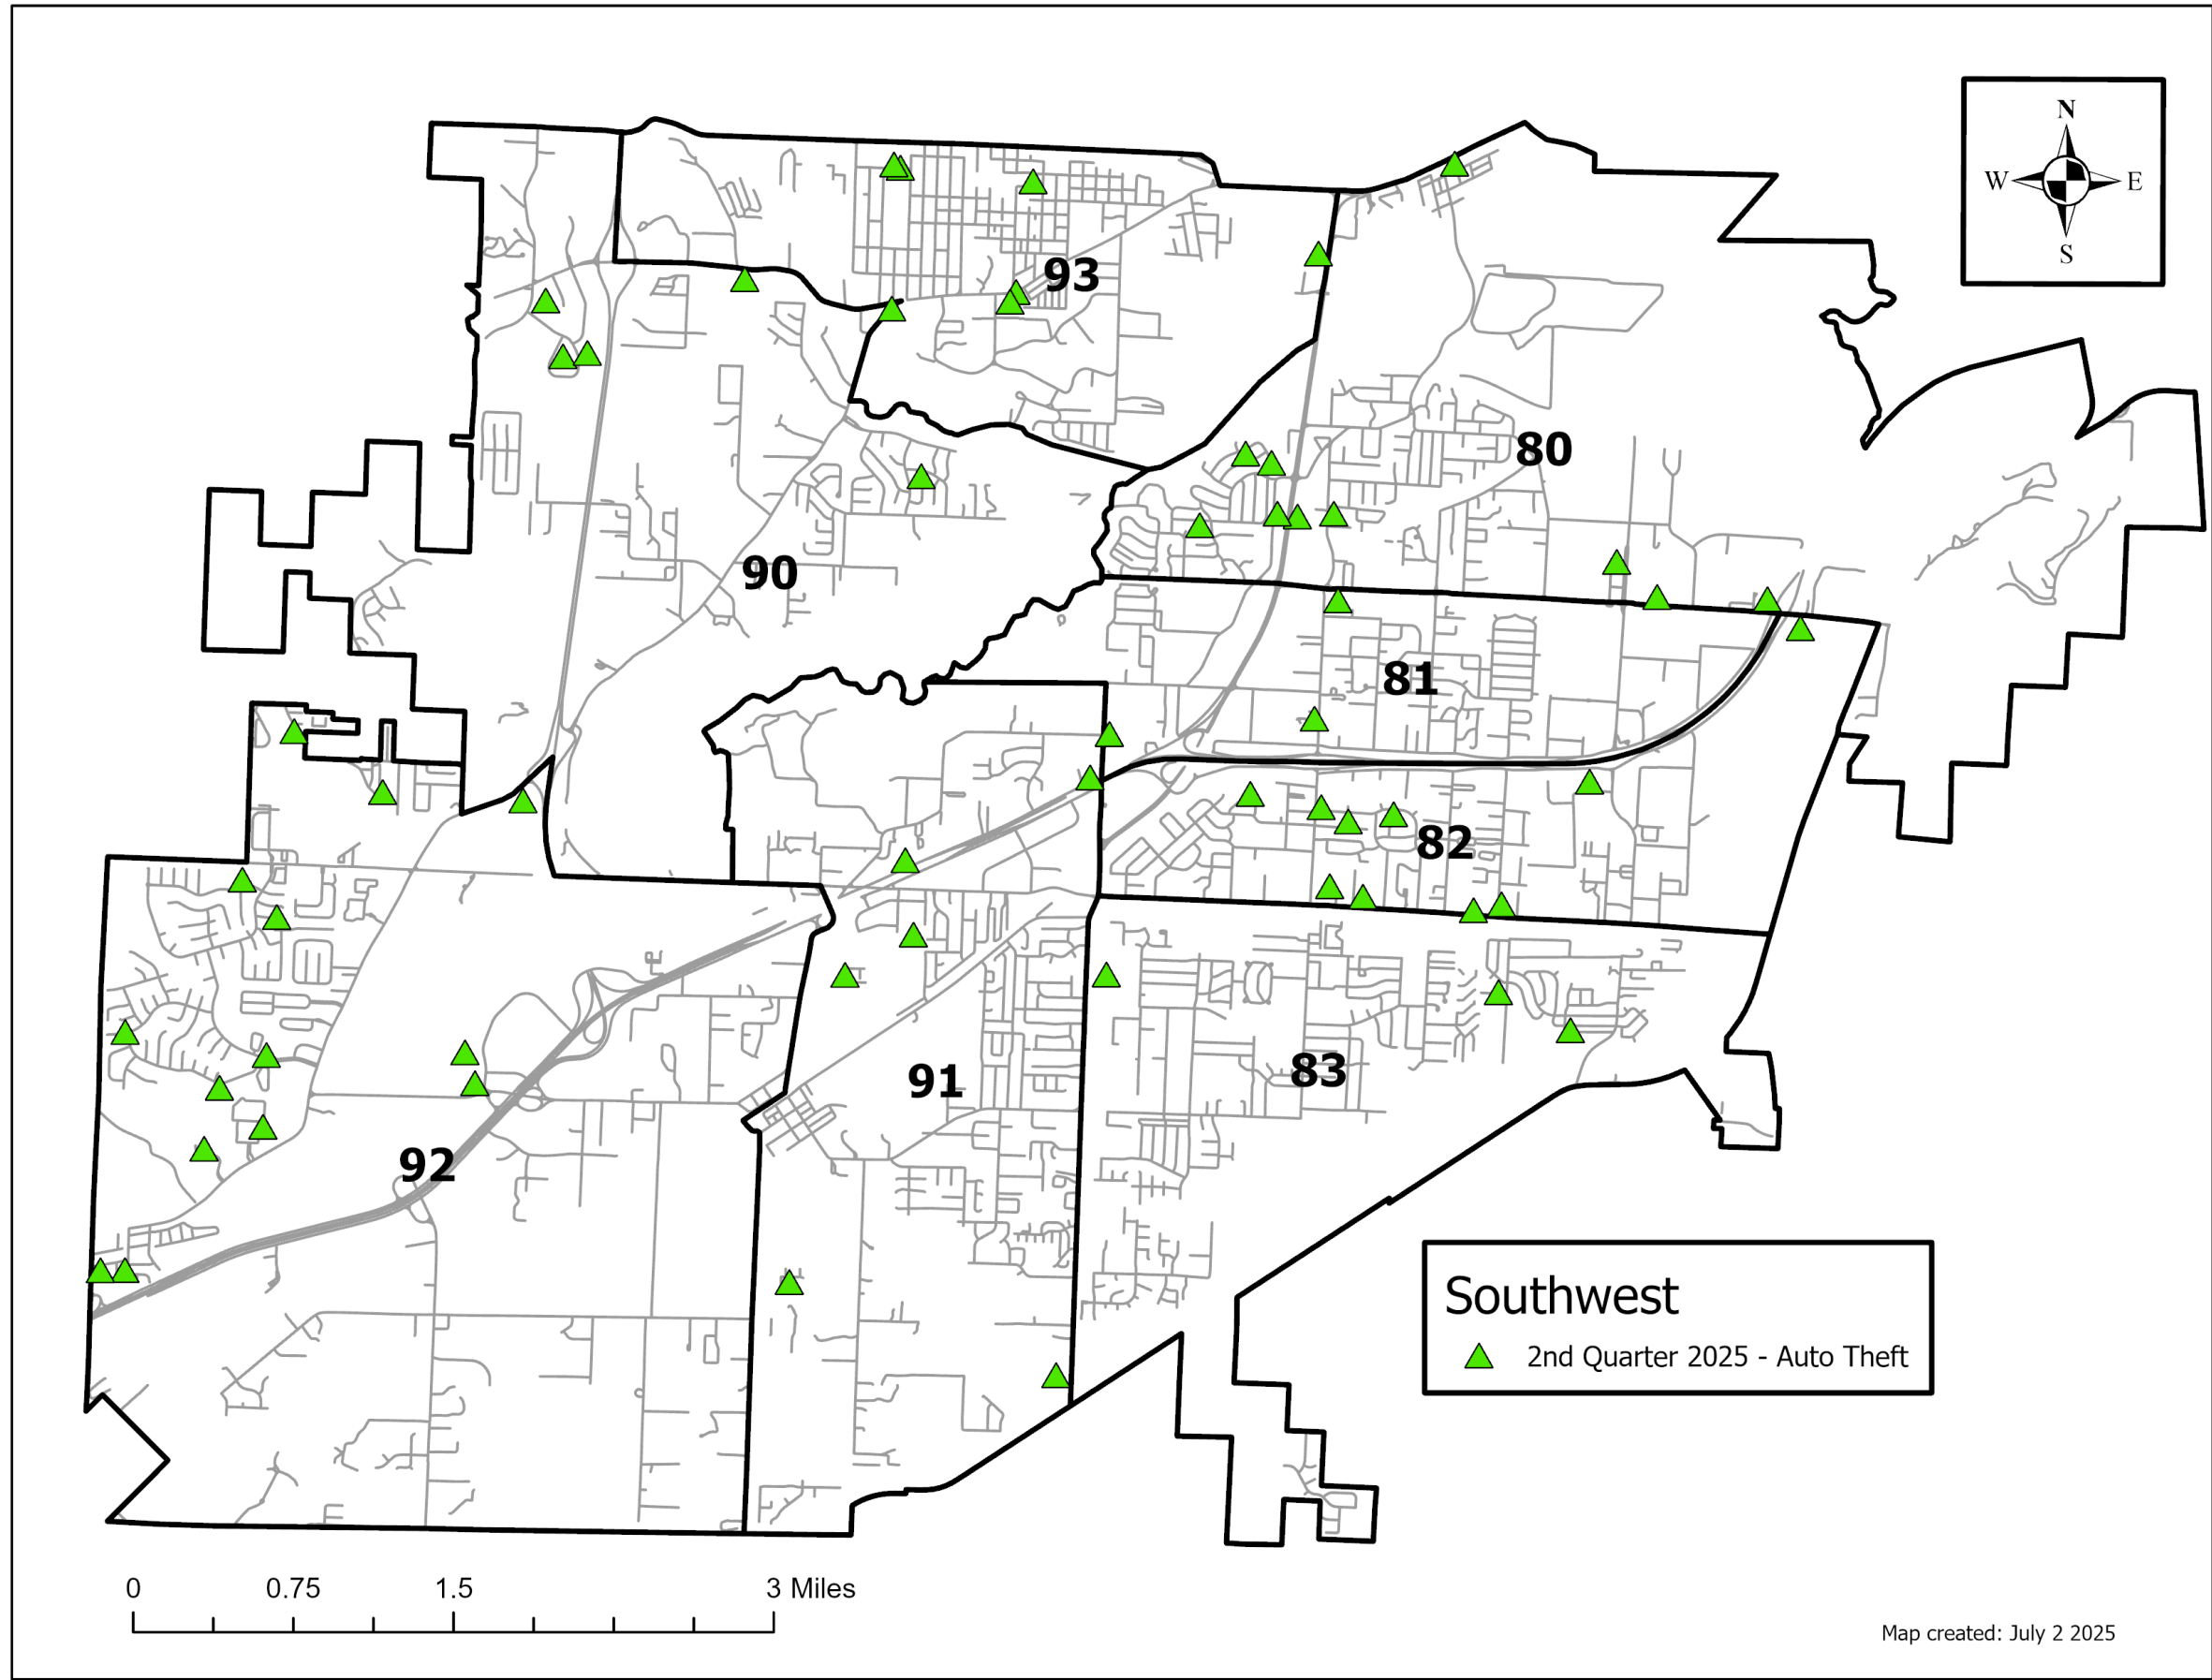 N
W
E
S
93
80
90
81
82
91
83
92
Southwest
2nd Quarter 2025 - Auto Theft
0 0.75 1.5 3 Miles
Map created: July 2 2025